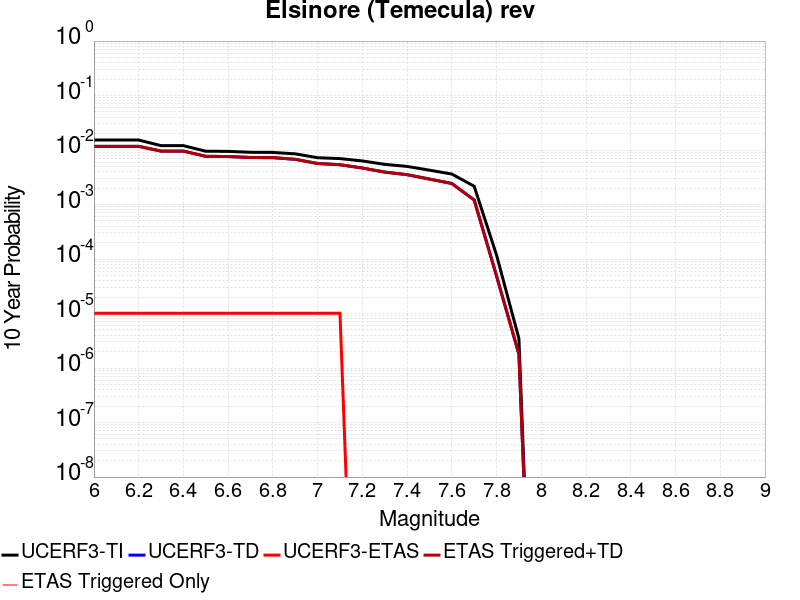 Elsinore (Temecula) rev
10 Year Probability
10^0
10^-1
10^-2
10^-3
10^-4
10^-5
10^-6
10^-7
10^-8
6 6.2 6.4 6.6 6.8 7 7.2 7.4 7.6 7.8 8 8.2 8.4 8.6 8.8 9
Magnitude
UCERF3-TI UCERF3-TD UCERF3-ETAS ETAS Triggered+TD
ETAS Triggered Only